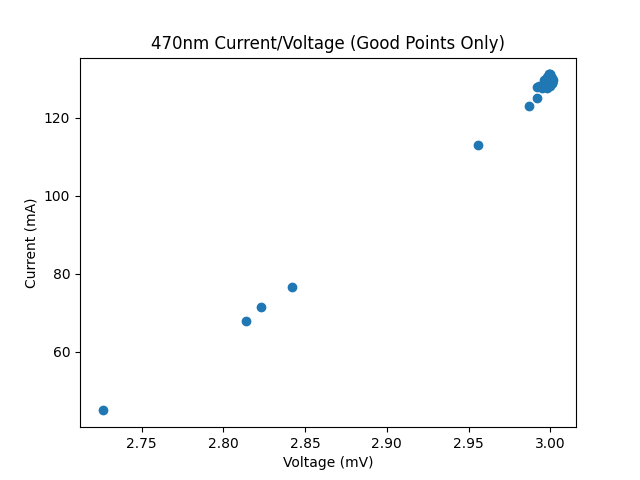 470nm Current/Voltage (Good Points Only)
120
100
80
60
Current (mA)
2.75 2.80 2.85 2.90 2.95 3.00
Voltage (mV)